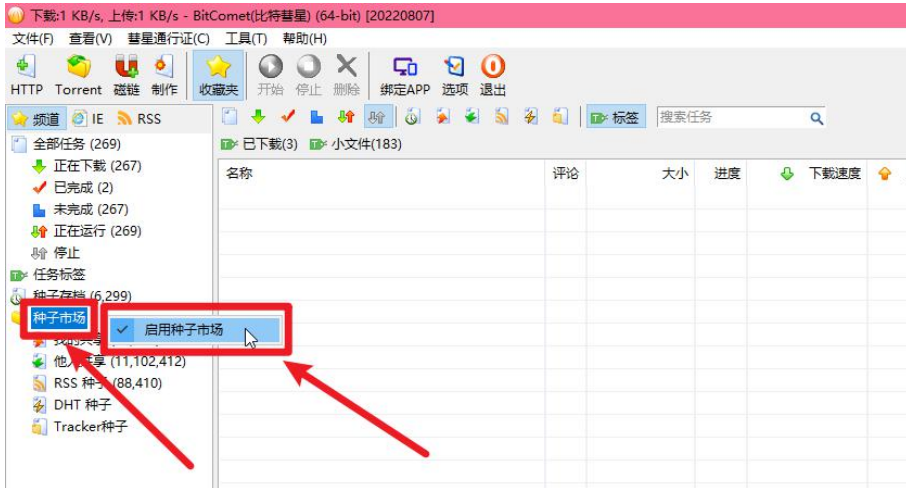 下载:1 KB/s, 上传:1 KB/s - BitComet(比特彗星) (64-bit) [20220807]
文件(F) 查看(V) 彗星通行证(C) 工具(T) 帮助(H)
HTTP Torrent 磁链 制作 收藏夹 开始 停止 删除 绑定APP 选项 退出
频道 IE RSS 标签 搜索任务
全部任务 (269) 已下载(3) 小文件(183)
正在下载 (267)
名称 评论 大小 进度 下载速度
已完成 (2)
未完成 (267)
正在运行 (269)
停止
任务标签
种子存档 (6,299)
种子市场
启用种子市场
我的共享
他人共享 (11,102,412)
RSS 种子 (88,410)
DHT 种子
Tracker种子